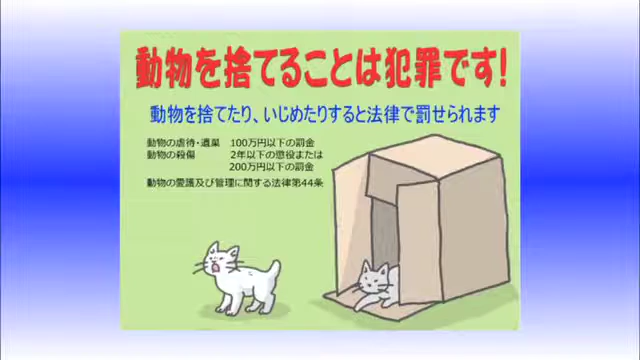 動物を捨てることは犯罪です!
動物を捨てたり、いじめたりすると法律で罰せられます
動物の虐待・遺棄 100万円以下の罰金
動物の殺傷 2年以下の懲役または
200万円以下の罰金
動物の愛護及び管理に関する法律第44条